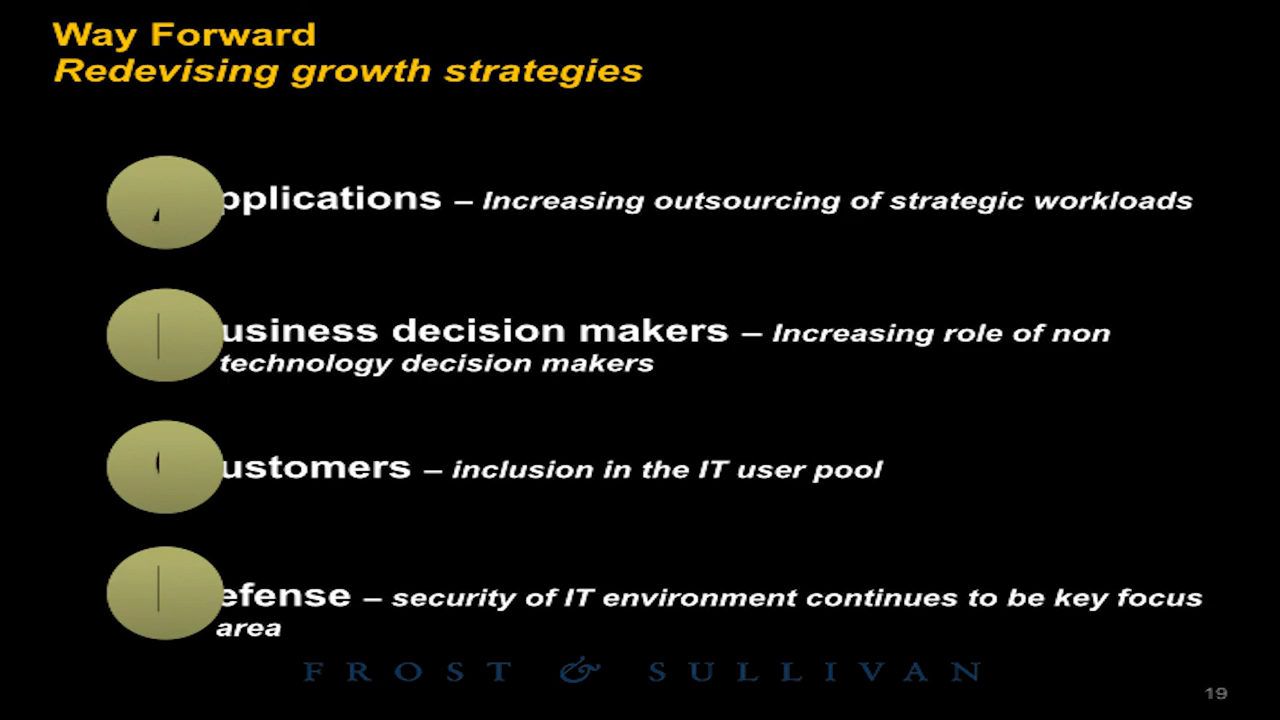 Way Forward
Redevising growth strategies
pplications – Increasing outsourcing of strategic workloads
usiness decision makers – Increasing role of non
technology decision makers
ustomers – inclusion in the IT user pool
efense – security of IT environment continues to be key focus
area
FROST & SULLIVAN
19